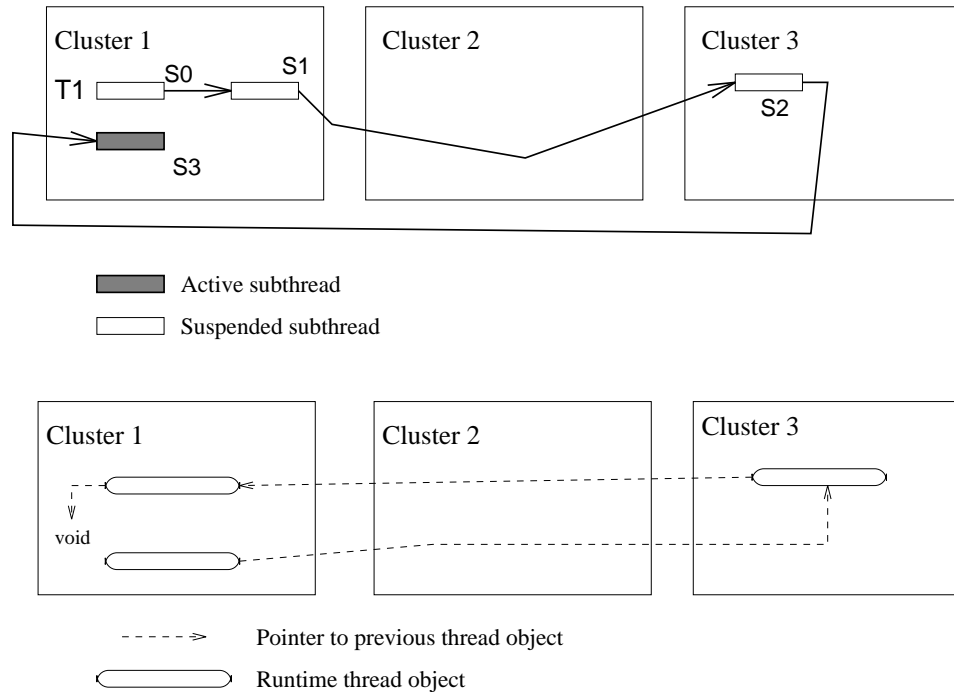 Cluster 1
Cluster 2
Cluster 3
T1
S0
S1
S2
S3
Active subthread
Suspended subthread
Cluster 1
Cluster 2
Cluster 3
void
Pointer to previous thread object
Runtime thread object